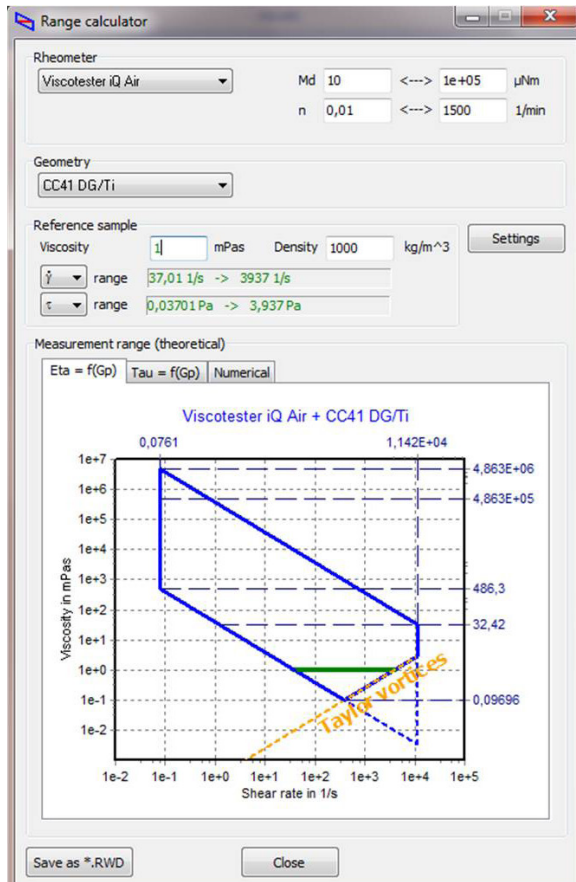 Range calculator
Rheometer
Viscotester iQ Air
Md 10 <---> 1e+05 µNm
n 0,01 <---> 1500 1/min
Geometry
CC41 DG/Ti
Reference sample
Viscosity 1 mPas Density 1000 kg/m^3
Settings
γ̇ range 37,01 1/s -> 3937 1/s
τ range 0,03701 Pa -> 3,937 Pa
Measurement range (theoretical)
Eta = f(Gp) Tau = f(Gp) Numerical
Viscotester iQ Air + CC41 DG/Ti
0,0761 1,142E+04
1e+7
4,863E+06
1e+6
4,863E+05
1e+5
1e+4
1e+3
486,3
1e+2
32,42
1e+1
1e+0
1e-1
0,09696
1e-2
Viscosity in mPas
Taylor vortices
1e-2 1e-1 1e+0 1e+1 1e+2 1e+3 1e+4 1e+5
Shear rate in 1/s
Save as *.RWD Close